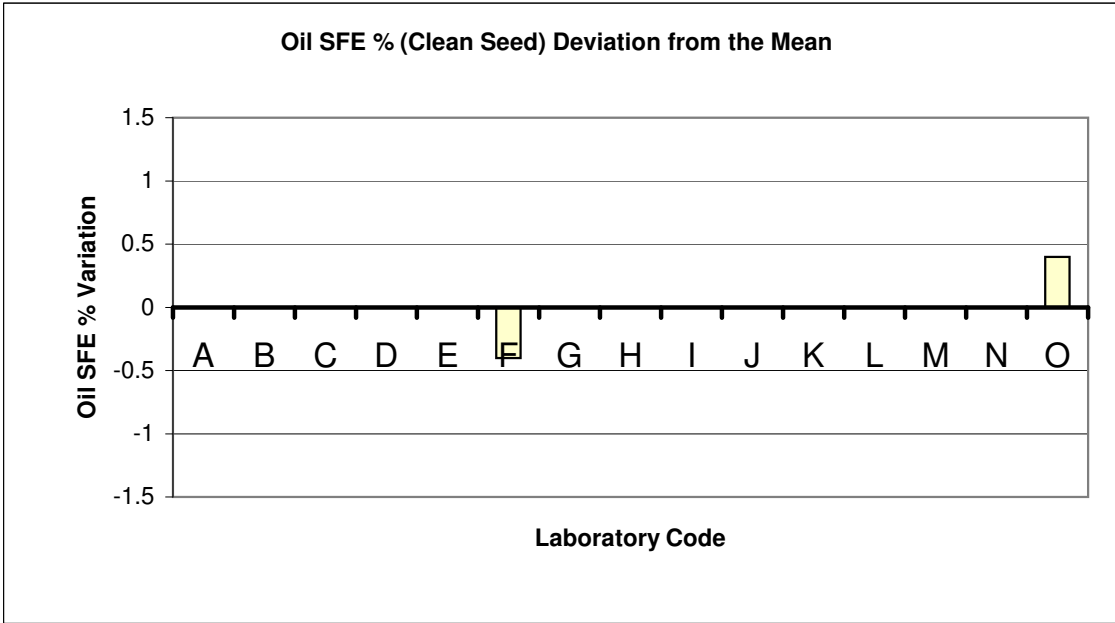 Oil SFE % (Clean Seed) Deviation from the Mean
Oil SFE % Variation
1.5
1
0.5
0
-0.5
-1
-1.5
A B C D E F G H I J K L M N O
Laboratory Code